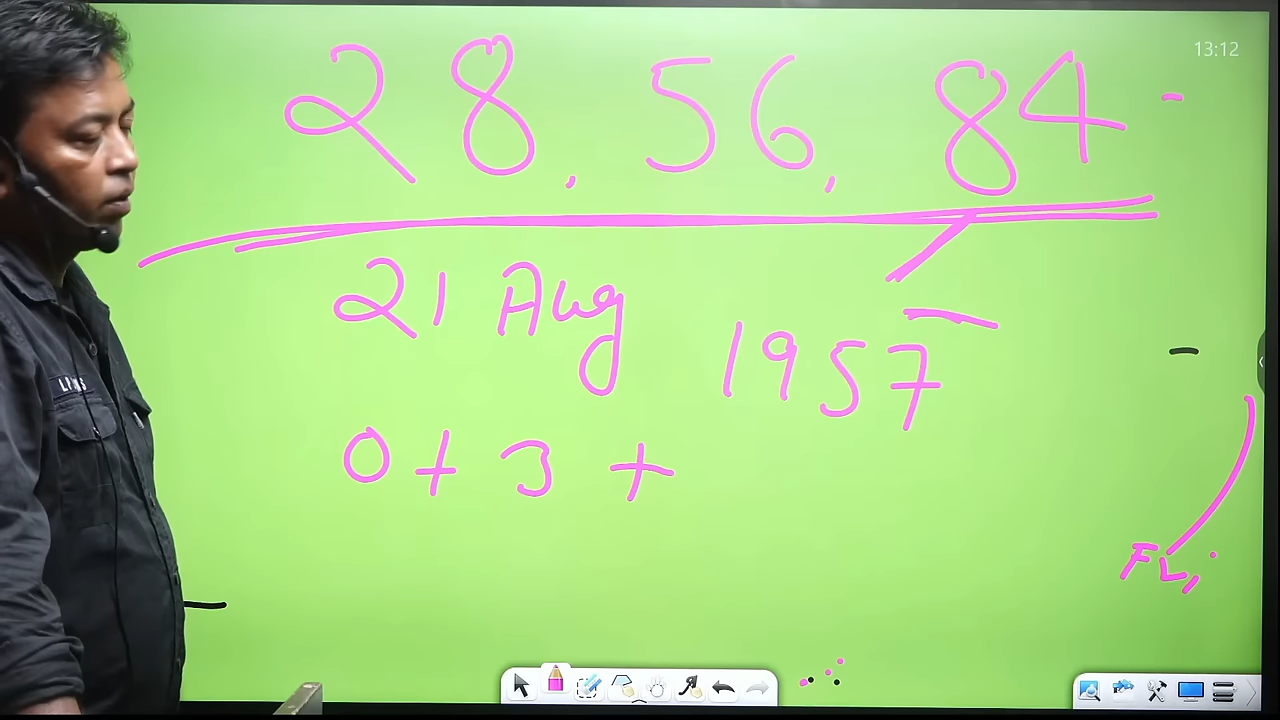 28, 56, 84
13:12
21 Aug 1957
0 + 3 +